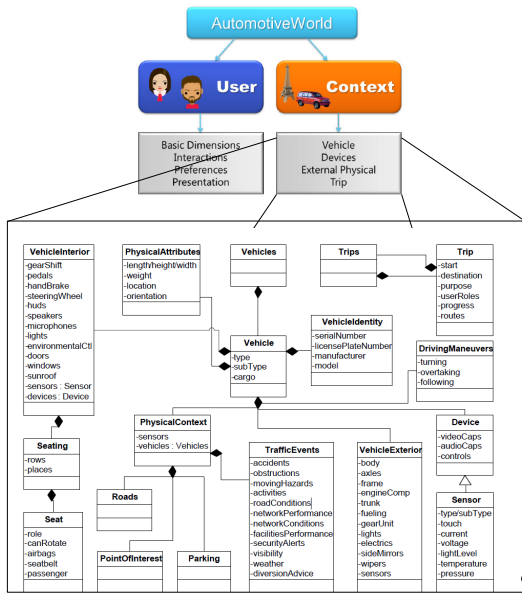 AutomotiveWorld
User
Context
Basic Dimensions
Interactions
Preferences
Presentation
Vehicle
Devices
External Physical
Trip
VehicleInterior
-gearShift
-pedals
-handBrake
-steeringWheel
-huds
-speakers
-microphones
-lights
-environmentalCtl
-doors
-windows
-sunroof
-sensors : Sensor
-devices : Device
PhysicalAttributes
-length/height/width
-weight
-location
-orientation
Vehicles
Trips
Trip
-start
-destination
-purpose
-userRoles
-progress
-routes
Vehicle
-type
-subType
-cargo
VehicleIdentity
-serialNumber
-licensePlateNumber
-manufacturer
-model
DrivingManeuvers
-turning
-overtaking
-following
Seating
-rows
-places
PhysicalContext
-sensors
-vehicles : Vehicles
TrafficEvents
-accidents
-obstructions
-movingHazards
-activities
-roadConditions
-networkPerformance
-networkConditions
-facilitiesPerformance
-securityAlerts
-visibility
-weather
-diversionAdvice
VehicleExterior
-body
-axles
-frame
-engineComp
-trunk
-fueling
-gearUnit
-lights
-electrics
-sideMirrors
-wipers
-sensors
Device
-videoCaps
-audioCaps
-controls
Seat
-role
-canRotate
-airbags
-seatbelt
-passenger
Roads
PointOfInterest
Parking
Sensor
-type/subType
-touch
-current
-voltage
-lightLevel
-temperature
-pressure